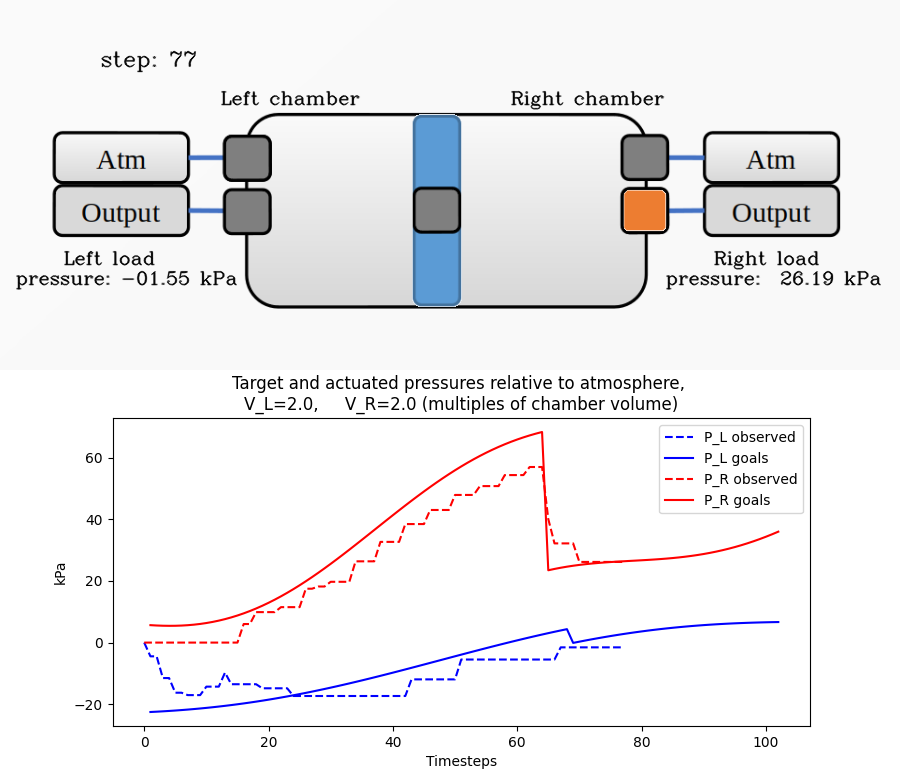 step: 77
Left chamber
Right chamber
Atm
Atm
Output
Output
Left load
pressure: -01.55 kPa
Right load
pressure: 26.19 kPa
Target and actuated pressures relative to atmosphere,
V_L=2.0, V_R=2.0 (multiples of chamber volume)
P_L observed
P_L goals
P_R observed
P_R goals
60
40
20
0
−20
kPa
0 20 40 60 80 100
Timesteps